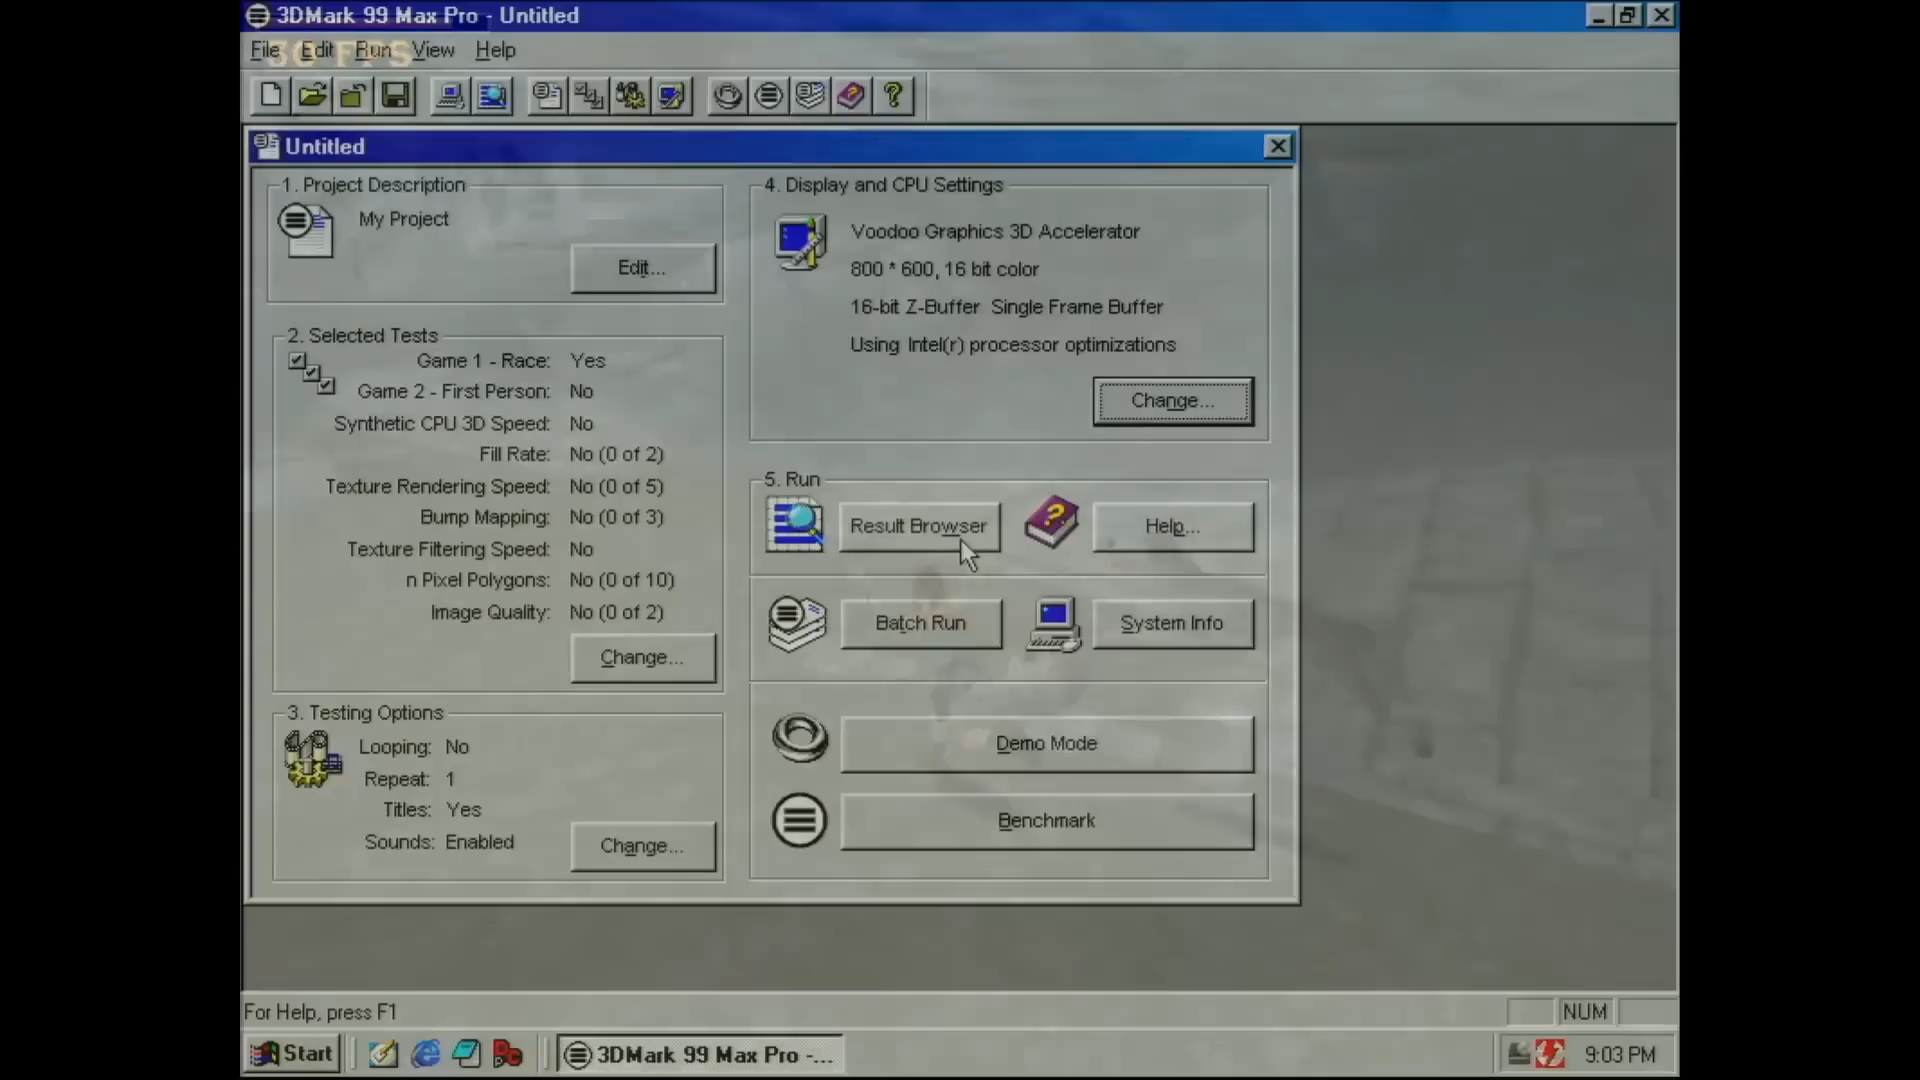 3DMark 99 Max Pro - Untitled
File Edit Run View Help
Untitled
1. Project Description
My Project
Edit...
2. Selected Tests
Game 1 - Race: Yes
Game 2 - First Person: No
Synthetic CPU 3D Speed: No
Fill Rate: No (0 of 2)
Texture Rendering Speed: No (0 of 5)
Bump Mapping: No (0 of 3)
Texture Filtering Speed: No
n Pixel Polygons: No (0 of 10)
Image Quality: No (0 of 2)
Change...
3. Testing Options
Looping: No
Repeat: 1
Titles: Yes
Sounds: Enabled
Change...
4. Display and CPU Settings
Voodoo Graphics 3D Accelerator
800 * 600, 16 bit color
16-bit Z-Buffer Single Frame Buffer
Using Intel(r) processor optimizations
Change...
5. Run
Result Browser
Help...
Batch Run
System Info
Demo Mode
Benchmark
For Help, press F1
NUM
Start
3DMark 99 Max Pro -...
9:03 PM